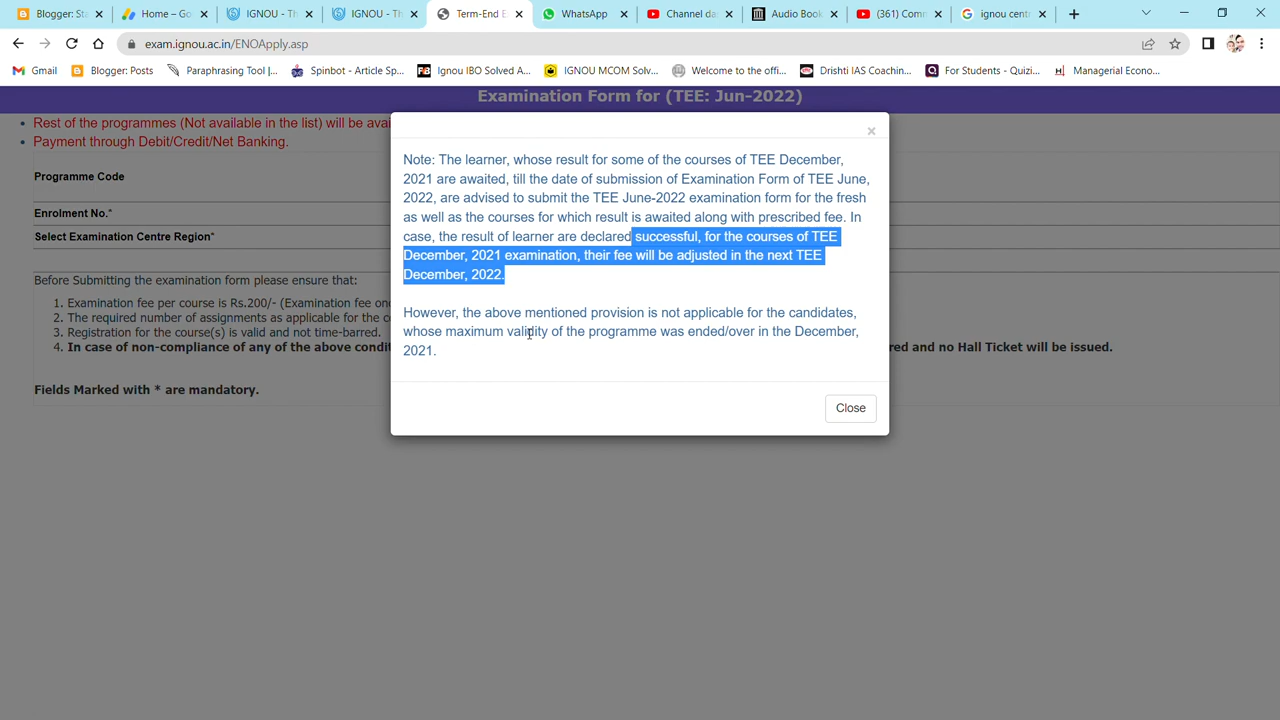 Blogger: Sta
Home – Go
IGNOU - Th
IGNOU - Th
Term-End E
WhatsApp
Channel da
Audio Book
(361) Com
ignou cent
exam.ignou.ac.in/ENOApply.asp
Gmail
Blogger: Posts
Paraphrasing Tool |...
Spinbot - Article Sp...
Ignou IBO Solved A...
IGNOU MCOM Solv...
Welcome to the offi...
Drishti IAS Coachin...
For Students - Quizi...
Managerial Econo...
Examination Form for (TEE: Jun-2022)
Rest of the programmes (Not available in the list) will be avai
Payment through Debit/Credit/Net Banking.
Programme Code
Enrolment No.*
Select Examination Centre Region*
Before Submitting the examination form please ensure that:
1. Examination fee per course is Rs.200/- (Examination fee on
2. The required number of assignments as applicable for the c
3. Registration for the course(s) is valid and not time-barred.
4. In case of non-compliance of any of the above condit
red and no Hall Ticket will be issued.
Fields Marked with * are mandatory.
×
Note: The learner, whose result for some of the courses of TEE December,
2021 are awaited, till the date of submission of Examination Form of TEE June,
2022, are advised to submit the TEE June-2022 examination form for the fresh
as well as the courses for which result is awaited along with prescribed fee. In
case, the result of learner are declared successful, for the courses of TEE
December, 2021 examination, their fee will be adjusted in the next TEE
December, 2022.
However, the above mentioned provision is not applicable for the candidates,
whose maximum validity of the programme was ended/over in the December,
2021.
Close